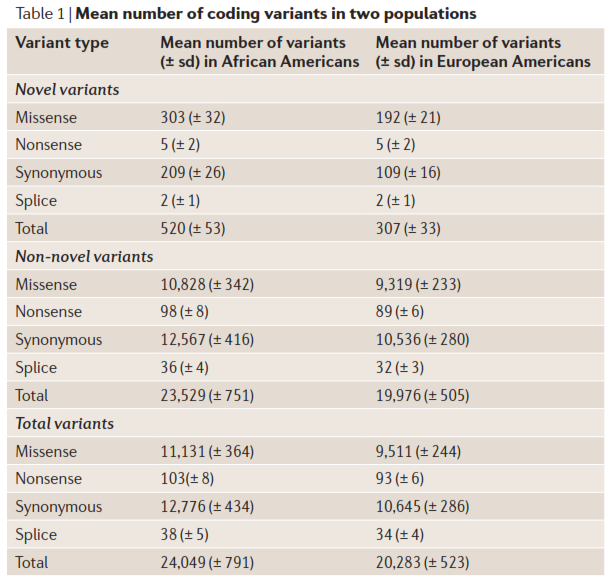 Table 1 | Mean number of coding variants in two populations
Variant type Mean number of variants (± sd) in African Americans Mean number of variants (± sd) in European Americans
Novel variants
Missense 303 (± 32) 192 (± 21)
Nonsense 5 (± 2) 5 (± 2)
Synonymous 209 (± 26) 109 (± 16)
Splice 2 (± 1) 2 (± 1)
Total 520 (± 53) 307 (± 33)
Non-novel variants
Missense 10,828 (± 342) 9,319 (± 233)
Nonsense 98 (± 8) 89 (± 6)
Synonymous 12,567 (± 416) 10,536 (± 280)
Splice 36 (± 4) 32 (± 3)
Total 23,529 (± 751) 19,976 (± 505)
Total variants
Missense 11,131 (± 364) 9,511 (± 244)
Nonsense 103(± 8) 93 (± 6)
Synonymous 12,776 (± 434) 10,645 (± 286)
Splice 38 (± 5) 34 (± 4)
Total 24,049 (± 791) 20,283 (± 523)